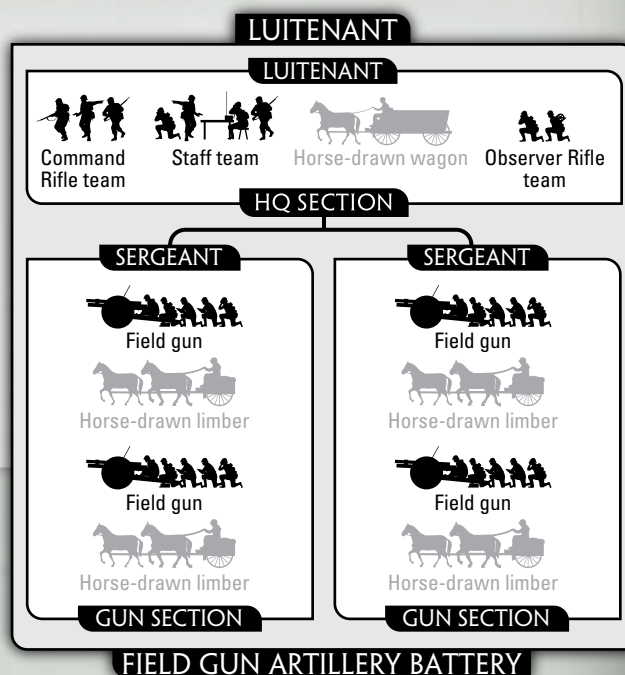 LUITENANT
LUITENANT
Command
Rifle team
Staff team
Horse-drawn wagon
Observer Rifle
team
HQ SECTION
SERGEANT
Field gun
Horse-drawn limber
Field gun
Horse-drawn limber
GUN SECTION
SERGEANT
Field gun
Horse-drawn limber
Field gun
Horse-drawn limber
GUN SECTION
FIELD GUN ARTILLERY BATTERY